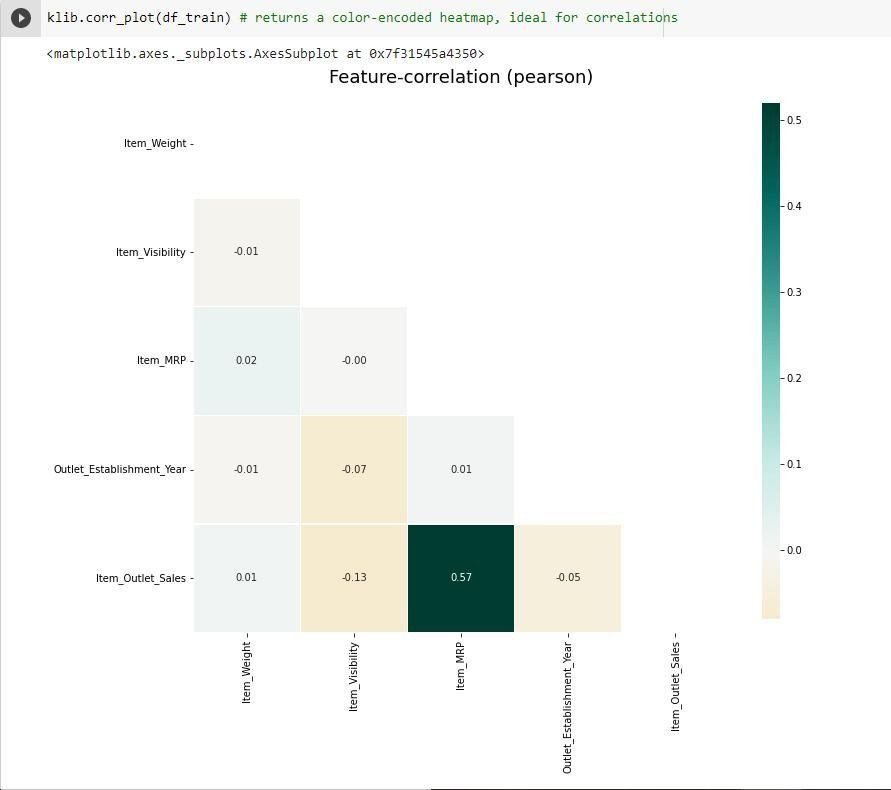 klib.corr_plot(df_train) # returns a color-encoded heatmap, ideal for correlations
<matplotlib.axes._subplots.AxesSubplot at 0x7f31545a4350>
Feature-correlation (pearson)
Item_Weight
Item_Visibility -0.01
Item_MRP 0.02 -0.00
Outlet_Establishment_Year -0.01 -0.07 0.01
Item_Outlet_Sales 0.01 -0.13 0.57 -0.05
Item_Weight
Item_Visibility
Item_MRP
Outlet_Establishment_Year
Item_Outlet_Sales
0.5
0.4
0.3
0.2
0.1
0.0